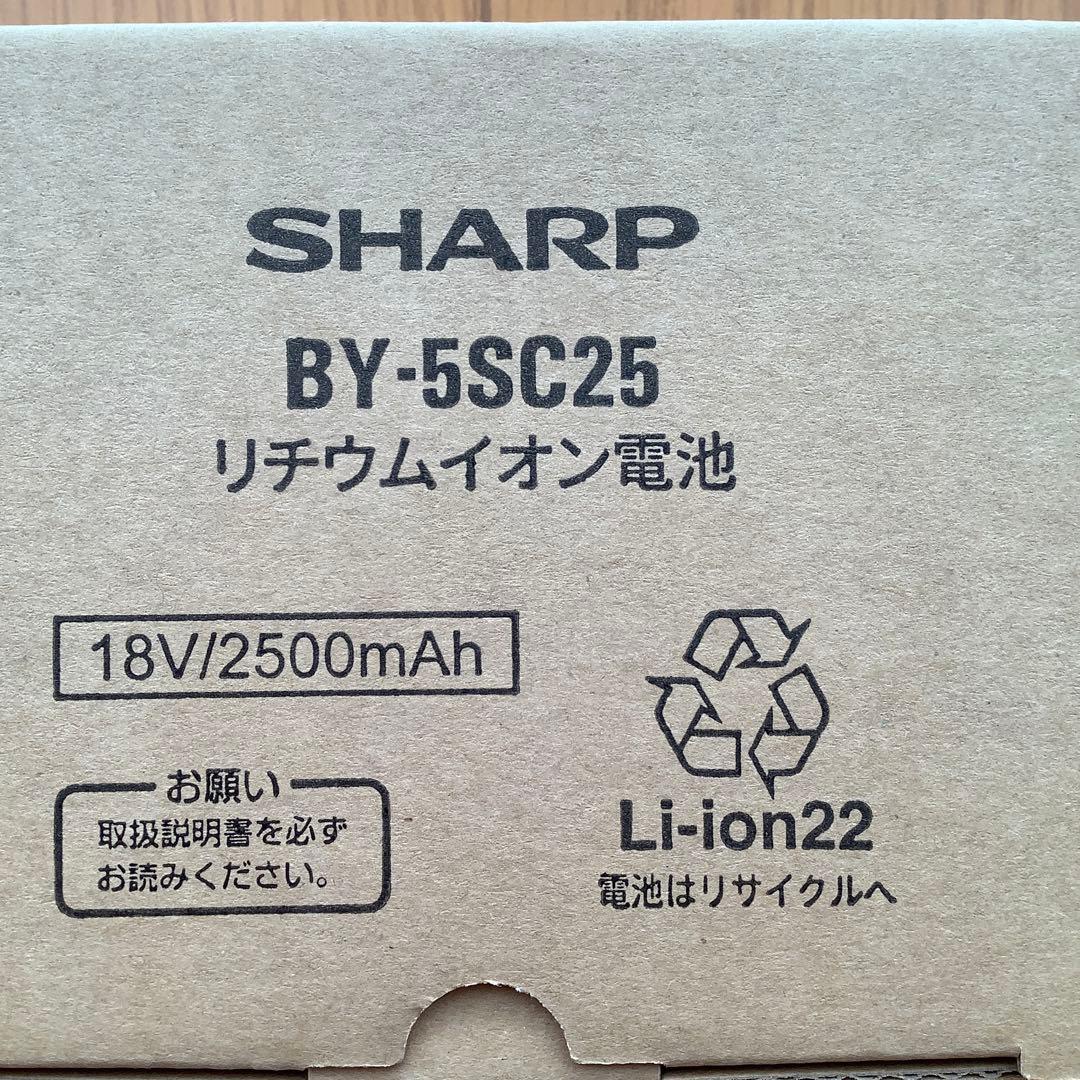 SHARP
BY-5SC25
リチウムイオン電池
18V/2500mAh
お願い
取扱説明書を必ず
お読みください。
Li-ion22
電池はリサイクルへ